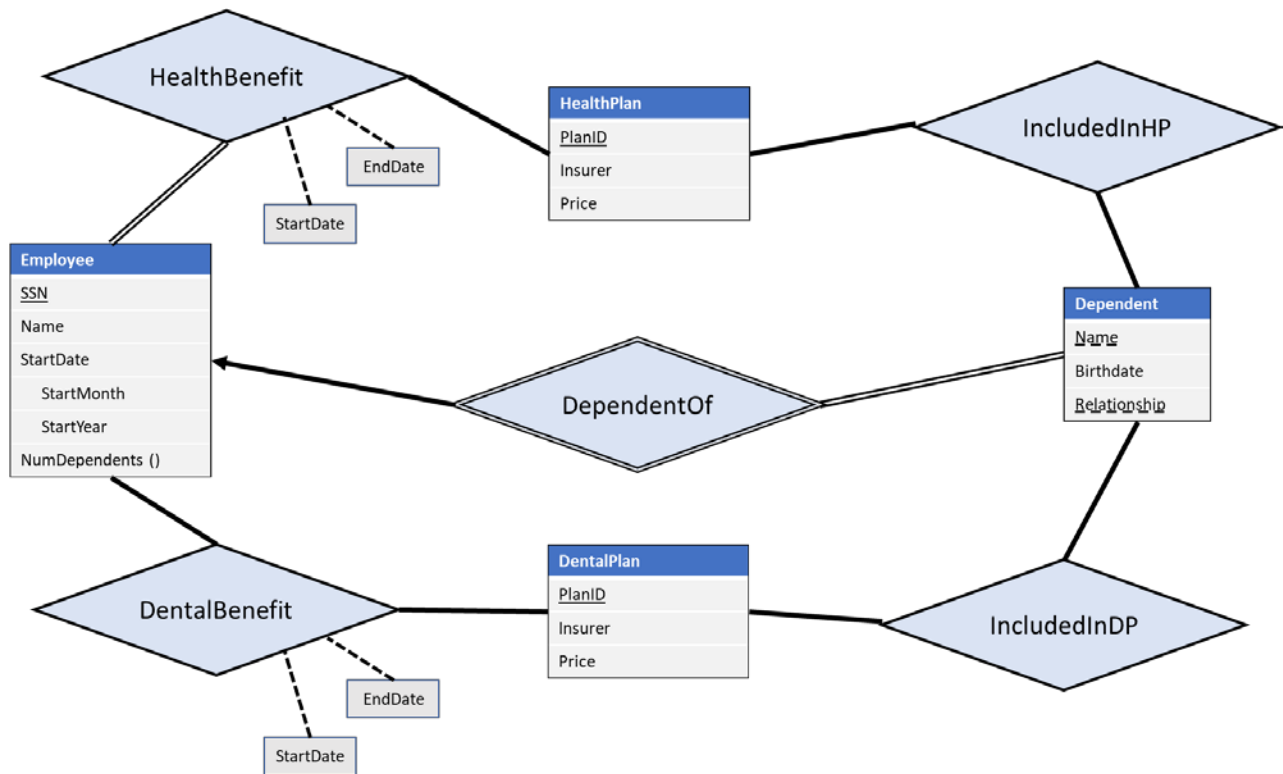 HealthBenefit
EndDate
StartDate
HealthPlan
PlanID
Insurer
Price
IncludedInHP
Employee
SSN
Name
StartDate
StartMonth
StartYear
NumDependents ()
DependentOf
Dependent
Name
Birthdate
Relationship
DentalBenefit
EndDate
StartDate
DentalPlan
PlanID
Insurer
Price
IncludedInDP